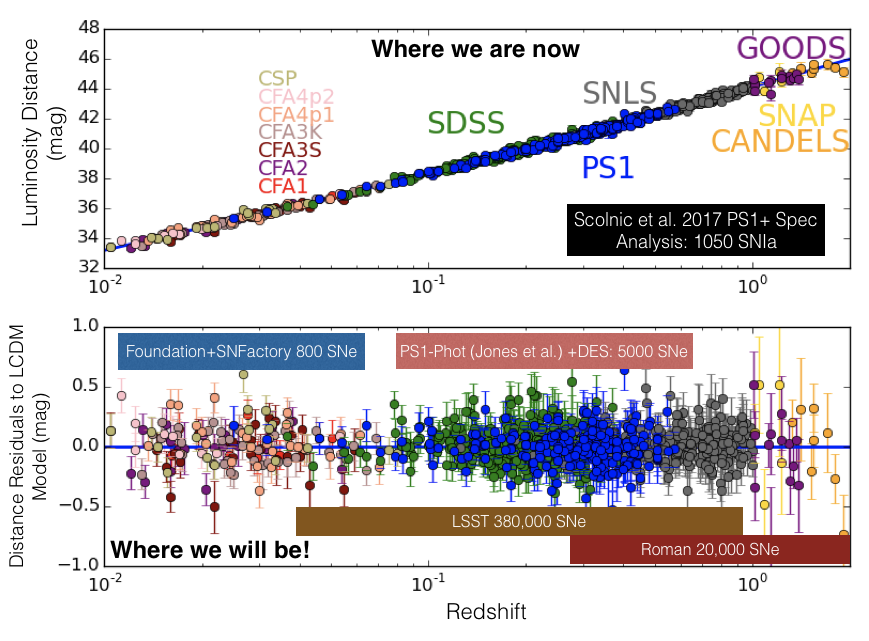 Where we are now
GOODS
CSP
CFA4p2
CFA4p1
CFA3K
CFA3S
CFA2
CFA1
SDSS
SNLS
PS1
SNAP
CANDELS
Scolnic et al. 2017 PS1+ Spec
Analysis: 1050 SNIa
Luminosity Distance
(mag)
48
46
44
42
40
38
36
34
32
10⁻²
10⁻¹
10⁰
Foundation+SNFactory 800 SNe
PS1-Phot (Jones et al.) +DES: 5000 SNe
Distance Residuals to LCDM
Model (mag)
1.0
0.5
0.0
−0.5
−1.0
LSST 380,000 SNe
Where we will be!
Roman 20,000 SNe
10⁻²
10⁻¹
10⁰
Redshift